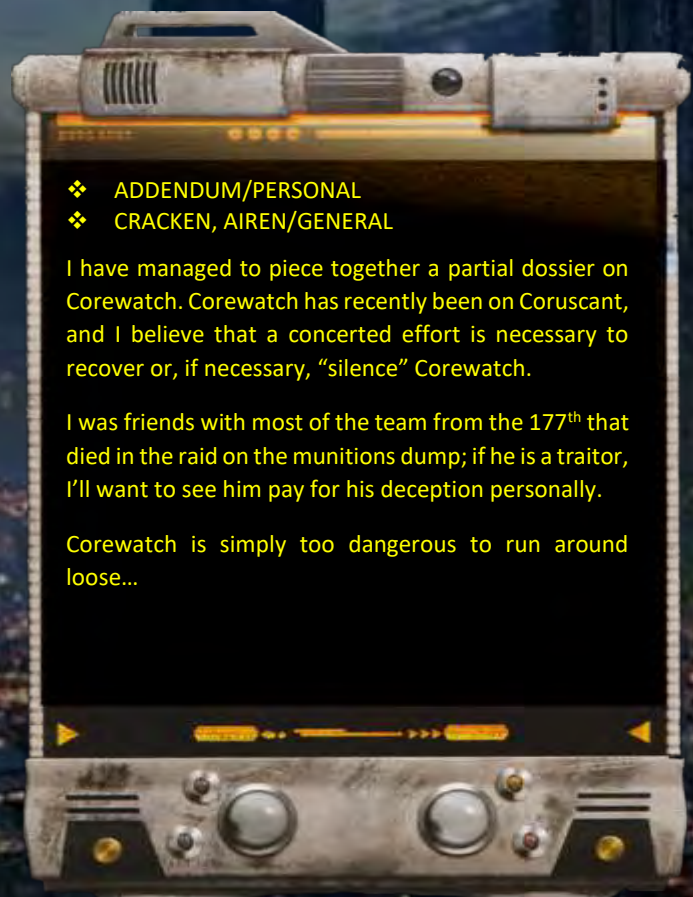 ❖ ADDENDUM/PERSONAL
❖ CRACKEN, AIREN/GENERAL
I have managed to piece together a partial dossier on
Corewatch. Corewatch has recently been on Coruscant,
and I believe that a concerted effort is necessary to
recover or, if necessary, “silence” Corewatch.
I was friends with most of the team from the 177th that
died in the raid on the munitions dump; if he is a traitor,
I’ll want to see him pay for his deception personally.
Corewatch is simply too dangerous to run around
loose…